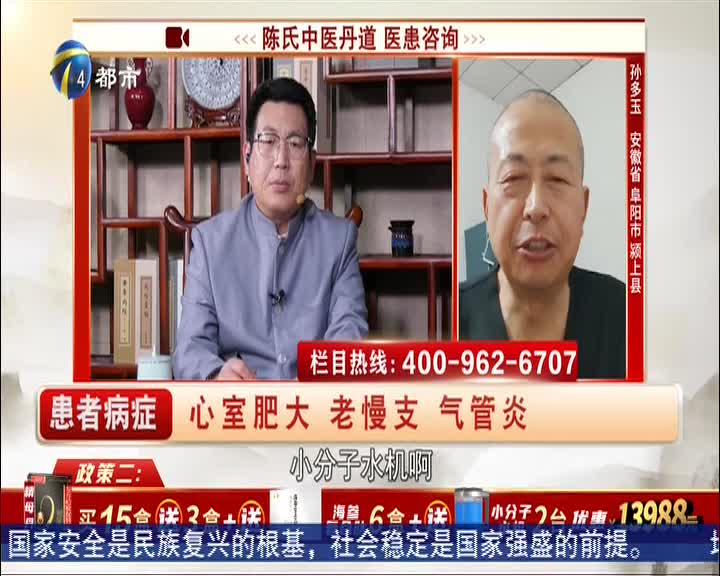 <<< 陈氏中医丹道 医患咨询 >>>
4 都市
孙多玉 安徽省 阜阳市 颍上县
栏目热线：400-962-6707
患者病症 心室肥大 老慢支 气管炎
小分子水机啊
政策二：
买15盒送3盒+送
海参
6盒+送
小分子
2台 优惠
13988
国家安全是民族复兴的根基，社会稳定是国家强盛的前提。